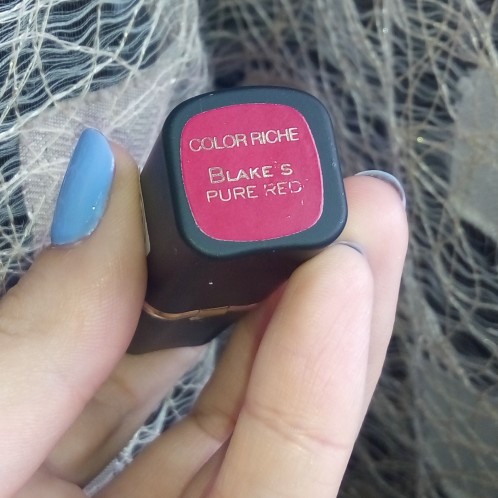 COLOR RICHE
BLAKE'S
PURE RED